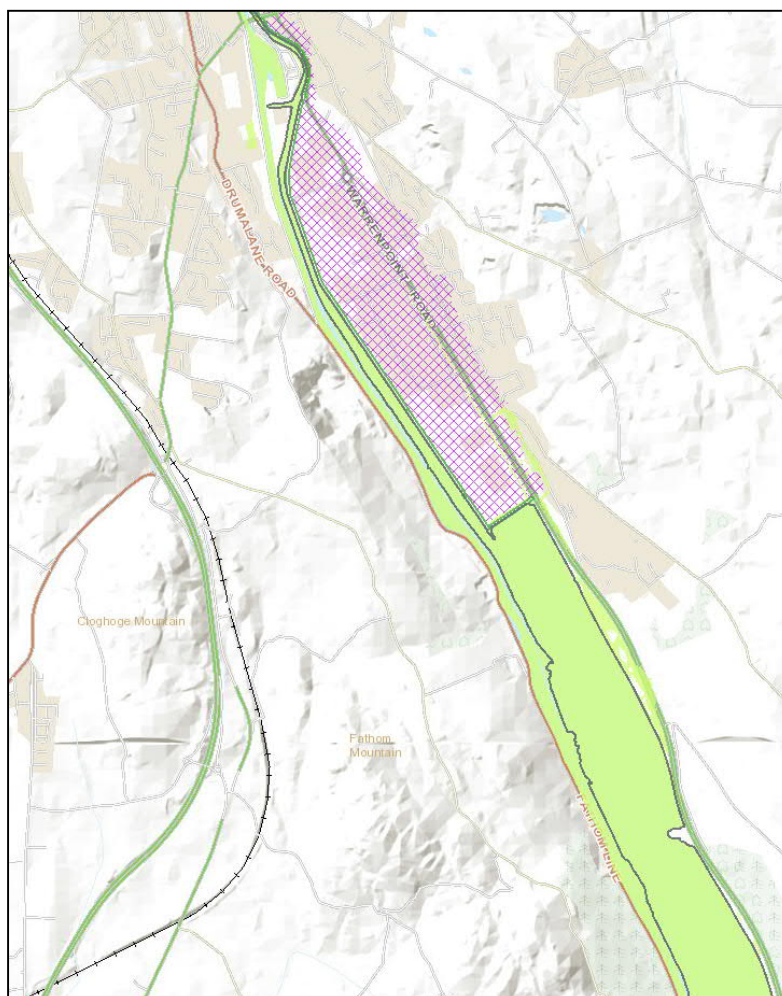 DRUMALANE ROAD
WARRENPOINT ROAD
Cloghoge Mountain
Fathom
Mountain
FATHOM LINE